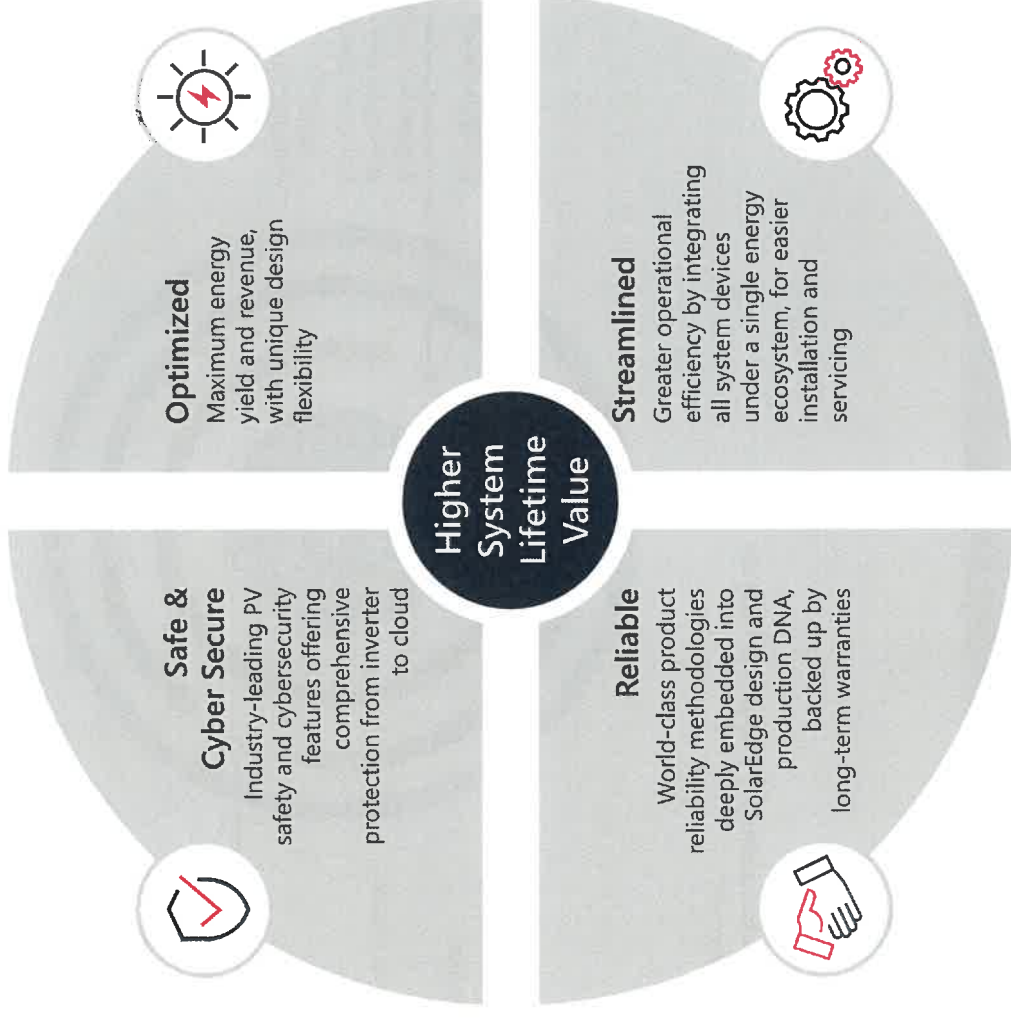 Safe &
Cyber Secure
Industry-leading PV
safety and cybersecurity
features offering
comprehensive
protection from inverter
to cloud
Optimized
Maximum energy
yield and revenue,
with unique design
flexibility
Higher
System
Lifetime
Value
Reliable
World-class product
reliability methodologies
deeply embedded into
SolarEdge design and
production DNA,
backed up by
long-term warranties
Streamlined
Greater operational
efficiency by integrating
all system devices
under a single energy
ecosystem, for easier
installation and
servicing